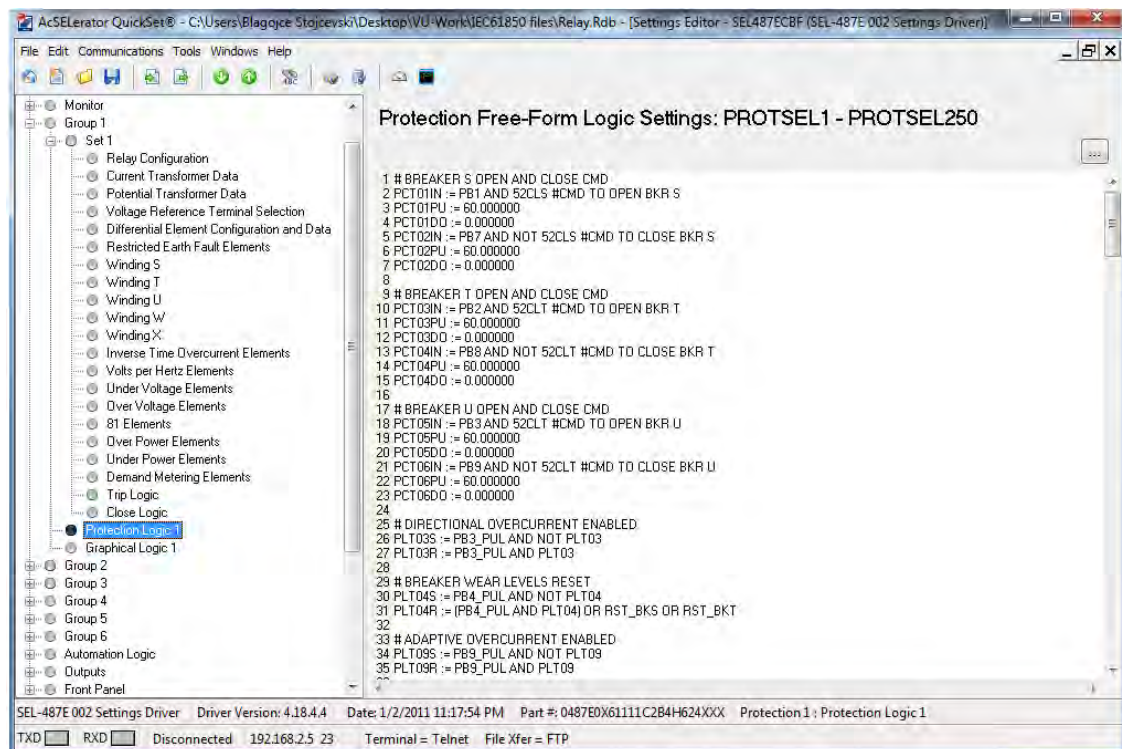 AcSELerator QuickSet® - C:\Users\Blagojce Stojcevski\Desktop\VU-Work\IEC61850 files\Relay.Rdb - [Settings Editor - SEL487ECBF (SEL-487E 002 Settings Driver)]
File Edit Communications Tools Windows Help
Monitor
Group 1
Set 1
Relay Configuration
Current Transformer Data
Potential Transformer Data
Voltage Reference Terminal Selection
Differential Element Configuration and Data
Restricted Earth Fault Elements
Winding S
Winding T
Winding U
Winding W
Winding X
Inverse Time Overcurrent Elements
Volts per Hertz Elements
Under Voltage Elements
Over Voltage Elements
81 Elements
Over Power Elements
Under Power Elements
Demand Metering Elements
Trip Logic
Close Logic
Protection Logic 1
Graphical Logic 1
Group 2
Group 3
Group 4
Group 5
Group 6
Automation Logic
Outputs
Front Panel
Protection Free-Form Logic Settings: PROTSEL1 - PROTSEL250
...
1 # BREAKER S OPEN AND CLOSE CMD
2 PCT01IN := PB1 AND 52CLS #CMD TO OPEN BKR S
3 PCT01PU := 60.000000
4 PCT01DO := 0.000000
5 PCT02IN := PB7 AND NOT 52CLS #CMD TO CLOSE BKR S
6 PCT02PU := 60.000000
7 PCT02DO := 0.000000
8
9 # BREAKER T OPEN AND CLOSE CMD
10 PCT03IN := PB2 AND 52CLT #CMD TO OPEN BKR T
11 PCT03PU := 60.000000
12 PCT03DO := 0.000000
13 PCT04IN := PB8 AND NOT 52CLT #CMD TO CLOSE BKR T
14 PCT04PU := 60.000000
15 PCT04DO := 0.000000
16
17 # BREAKER U OPEN AND CLOSE CMD
18 PCT05IN := PB3 AND 52CLT #CMD TO OPEN BKR U
19 PCT05PU := 60.000000
20 PCT05DO := 0.000000
21 PCT06IN := PB9 AND NOT 52CLT #CMD TO CLOSE BKR U
22 PCT06PU := 60.000000
23 PCT06DO := 0.000000
24
25 # DIRECTIONAL OVERCURRENT ENABLED
26 PLT03S := PB3_PUL AND NOT PLT03
27 PLT03R := PB3_PUL AND PLT03
28
29 # BREAKER WEAR LEVELS RESET
30 PLT04S := PB4_PUL AND NOT PLT04
31 PLT04R := (PB4_PUL AND PLT04) OR RST_BKS OR RST_BKT
32
33 # ADAPTIVE OVERCURRENT ENABLED
34 PLT09S := PB9_PUL AND NOT PLT09
35 PLT09R := PB9_PUL AND PLT09
SEL-487E 002 Settings Driver Driver Version: 4.18.4.4 Date: 1/2/2011 11:17:54 PM Part #: 0487E0X61111C2B4H624XXX Protection 1 : Protection Logic 1
TXD RXD Disconnected 192.168.2.5 23 Terminal = Telnet File Xfer = FTP